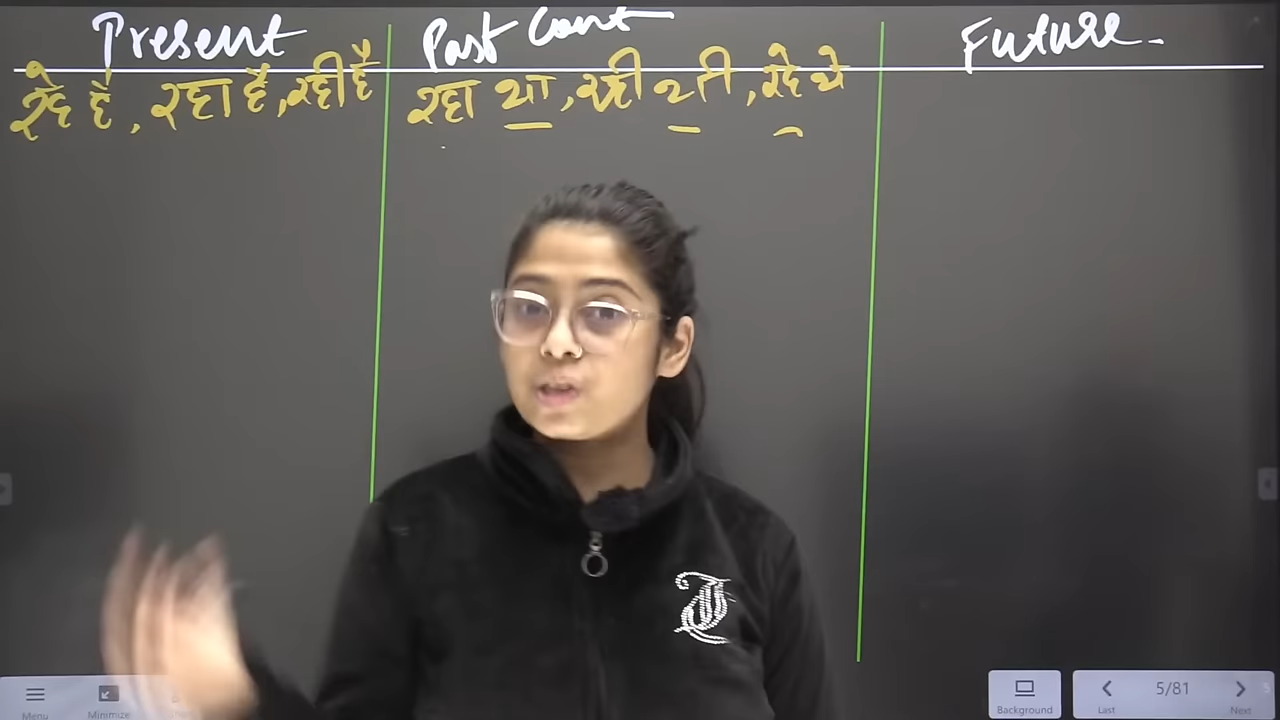 Present Past Cont Future.
रहे हैं, रहा है, रही है रहा था, रही थी, रहे थे
Menu Minimize Background Last 5/81 Next